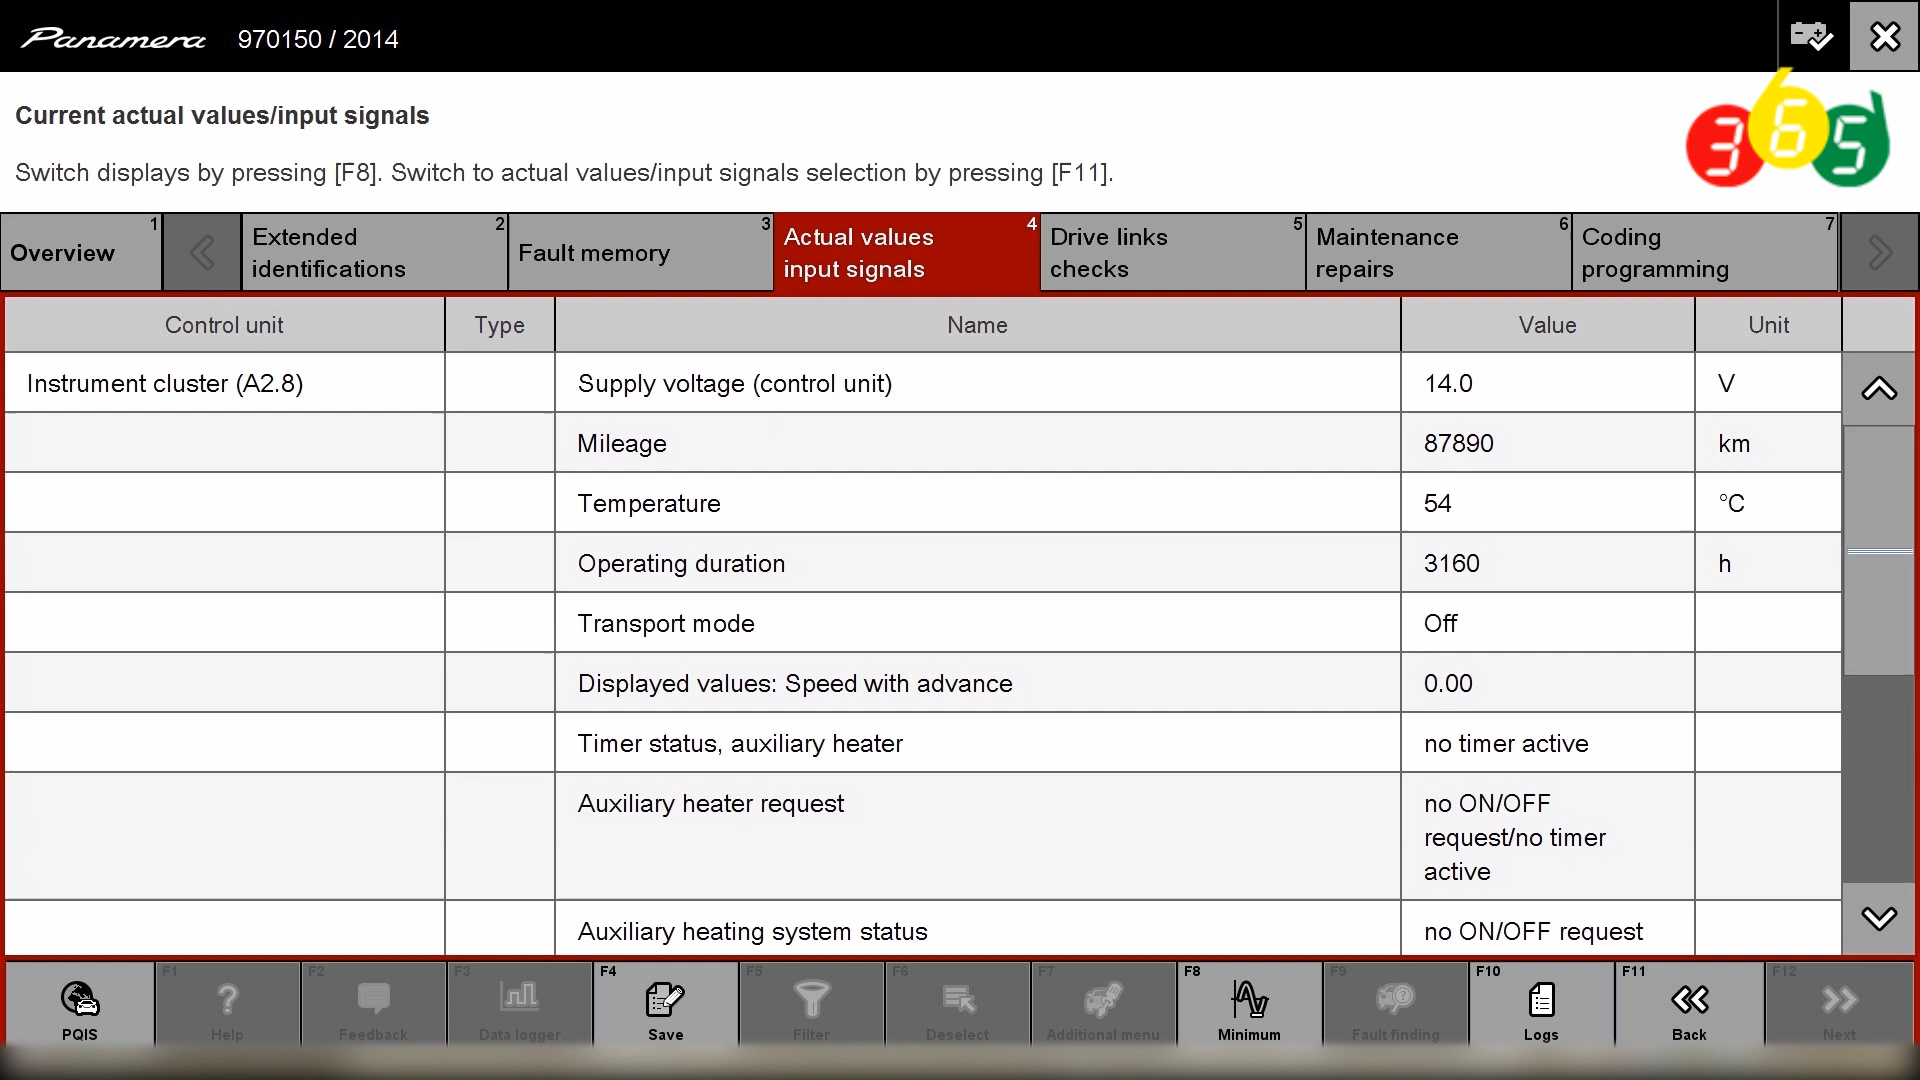 Panamera 970150 / 2014
Current actual values/input signals
365
Switch displays by pressing [F8]. Switch to actual values/input signals selection by pressing [F11].
Overview 1
Extended identifications 2
Fault memory 3
Actual values input signals 4
Drive links checks 5
Maintenance repairs 6
Coding programming 7
Control unit Type Name Value Unit
Instrument cluster (A2.8) Supply voltage (control unit) 14.0 V
Mileage 87890 km
Temperature 54 °C
Operating duration 3160 h
Transport mode Off
Displayed values: Speed with advance 0.00
Timer status, auxiliary heater no timer active
Auxiliary heater request no ON/OFF
request/no timer
active
Auxiliary heating system status no ON/OFF request
PQIS
F1 Help
F2 Feedback
F3 Data logger
F4 Save
F5 Filter
F6 Deselect
F7 Additional menu
F8 Minimum
F9 Fault finding
F10 Logs
F11 Back
F12 Next